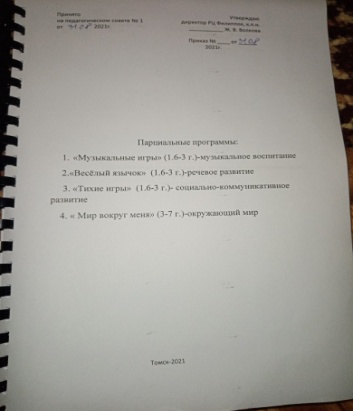 Принято
на педагогическом совете № 1
от 31.08 2021г.
Утверждаю
директор РЦ Филиппок, к.п.н.
М. В. Волкова
Приказ № от 31.08
2021г.
Парциальные программы:
1. «Музыкальные игры» (1.6-3 г.)-музыкальное воспитание
2.«Весёлый язычок» (1.6-3 г.)-речевое развитие
3. «Тихие игры» (1.6-3 г.)- социально-коммуникативное
развитие
4. « Мир вокруг меня» (3-7 г.)-окружающий мир
Томск-2021